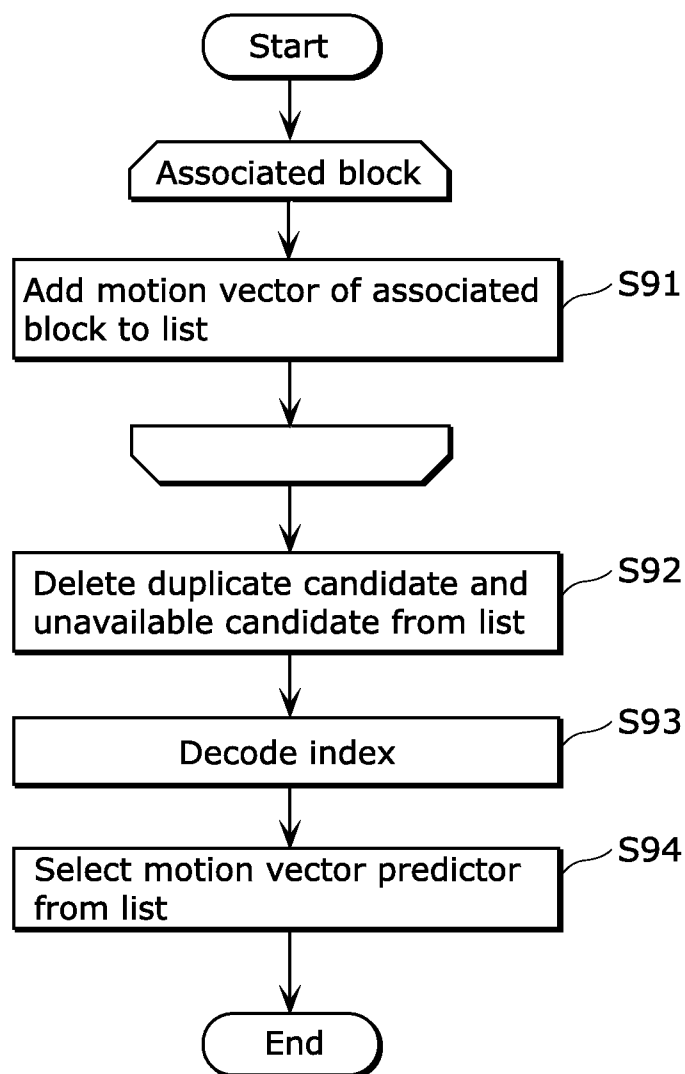 Start
Associated block
Add motion vector of associated
block to list
S91
Delete duplicate candidate and
unavailable candidate from list
S92
Decode index
S93
Select motion vector predictor
from list
S94
End